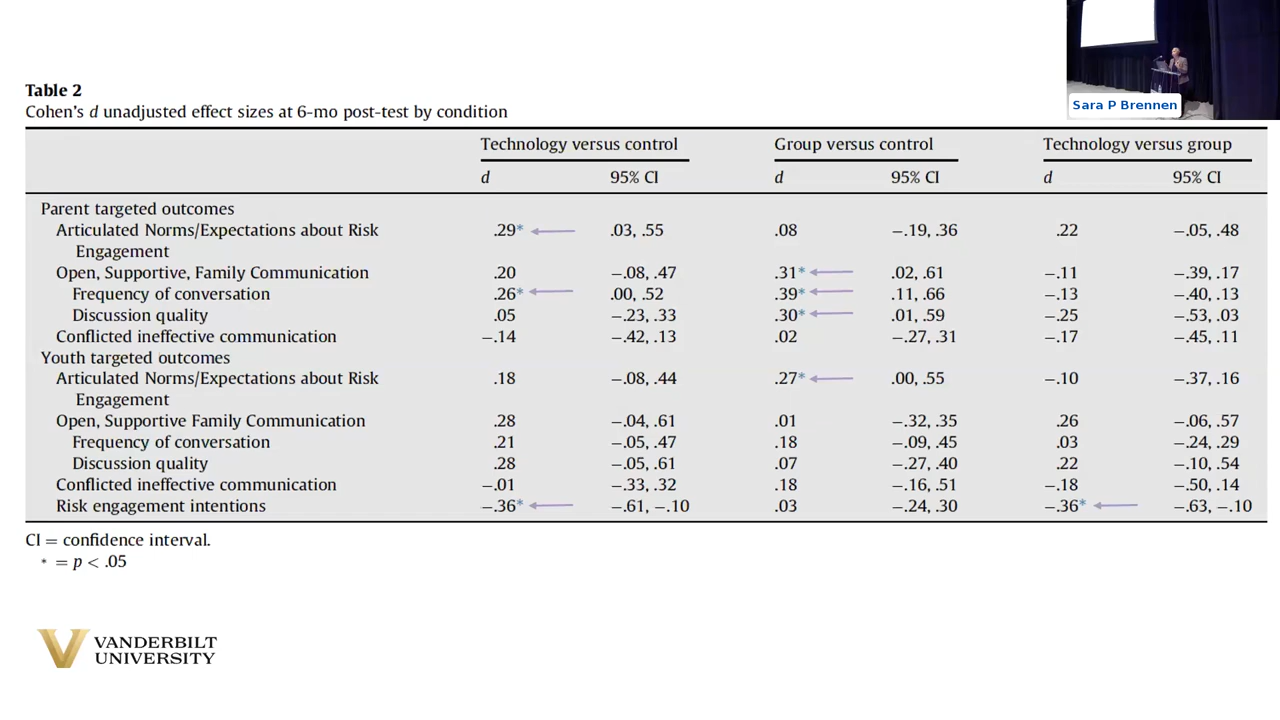 Sara P Brennen
Table 2
Cohen's d unadjusted effect sizes at 6-mo post-test by condition
Technology versus control Group versus control Technology versus group
d 95% CI d 95% CI d 95% CI
Parent targeted outcomes
Articulated Norms/Expectations about Risk .29* .03, .55 .08 −.19, .36 .22 −.05, .48
Engagement
Open, Supportive, Family Communication .20 −.08, .47 .31* .02, .61 −.11 −.39, .17
Frequency of conversation .26* .00, .52 .39* .11, .66 −.13 −.40, .13
Discussion quality .05 −.23, .33 .30* .01, .59 −.25 −.53, .03
Conflicted ineffective communication −.14 −.42, .13 .02 −.27, .31 −.17 −.45, .11
Youth targeted outcomes
Articulated Norms/Expectations about Risk .18 −.08, .44 .27* .00, .55 −.10 −.37, .16
Engagement
Open, Supportive Family Communication .28 −.04, .61 .01 −.32, .35 .26 −.06, .57
Frequency of conversation .21 −.05, .47 .18 −.09, .45 .03 −.24, .29
Discussion quality .28 −.05, .61 .07 −.27, .40 .22 −.10, .54
Conflicted ineffective communication −.01 −.33, .32 .18 −.16, .51 −.18 −.50, .14
Risk engagement intentions −.36* −.61, −.10 .03 −.24, .30 −.36* −.63, −.10
CI = confidence interval.
* = p < .05
VANDERBILT
UNIVERSITY